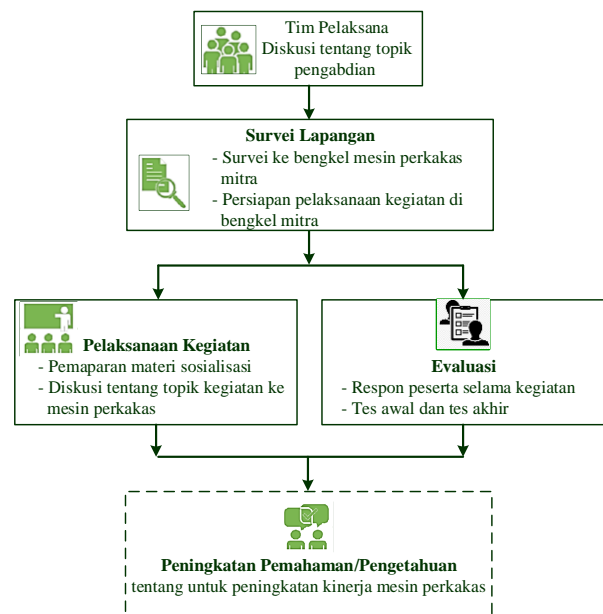 Tim Pelaksana
Diskusi tentang topik
pengabdian
Survei Lapangan
- Survei ke bengkel mesin perkakas
mitra
- Persiapan pelaksanaan kegiatan di
bengkel mitra
Pelaksanaan Kegiatan
- Pemaparan materi sosialisasi
- Diskusi tentang topik kegiatan ke
mesin perkakas
Evaluasi
- Respon peserta selama kegiatan
- Tes awal dan tes akhir
Peningkatan Pemahaman/Pengetahuan
tentang untuk peningkatan kinerja mesin perkakas